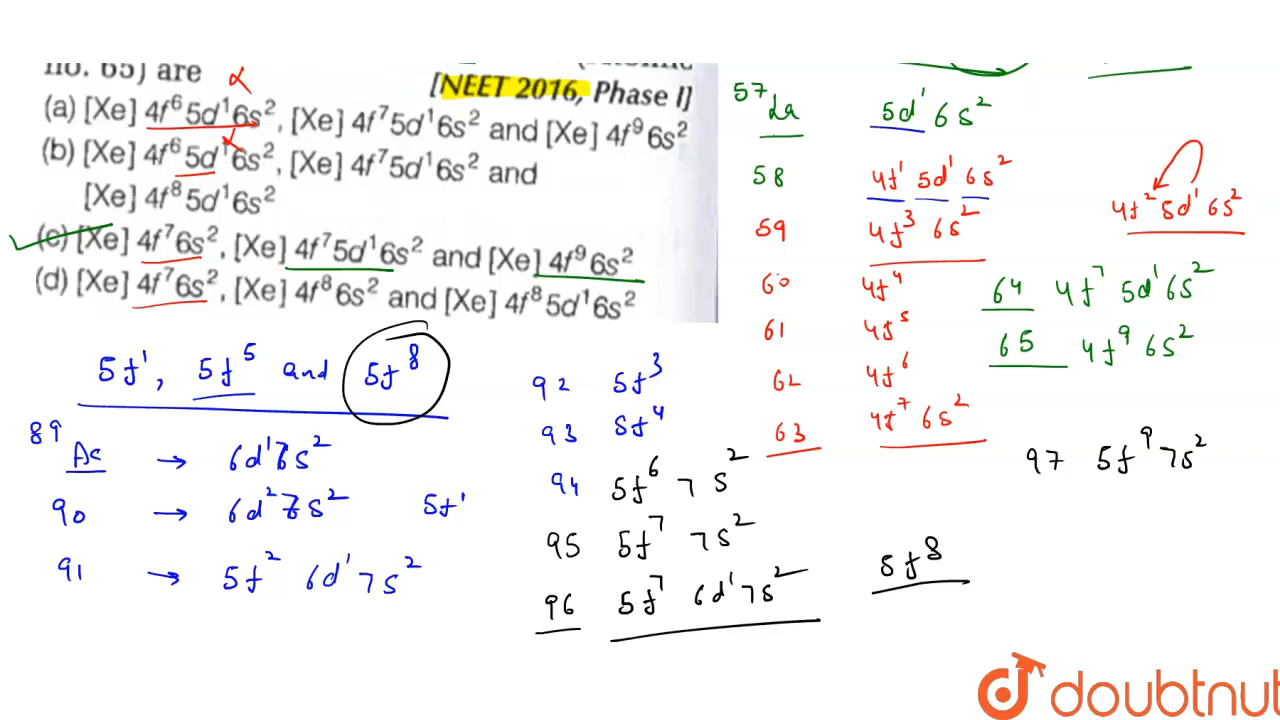 no. 65) are
α
[NEET 2016, Phase I]
(a) [Xe] 4f⁶5d¹6s², [Xe] 4f⁷5d¹6s² and [Xe] 4f⁹6s²
α
(b) [Xe] 4f⁶5d¹6s², [Xe] 4f⁷5d¹6s² and
[Xe] 4f⁸5d¹6s²
(c) [Xe] 4f⁷6s², [Xe] 4f⁷5d¹6s² and [Xe] 4f⁹6s²
(d) [Xe] 4f⁷6s², [Xe] 4f⁸6s² and [Xe] 4f⁸5d¹6s²
5f¹, 5f⁵ and 5f⁸
89 Ac → 6d¹7s²
90 → 6d²7s² 5f¹
91 → 5f² 6d¹ 7s²
92 5f³
93 5f⁴
94 5f⁶ 7s²
95 5f⁷ 7s²
96 5f⁷ 6d¹ 7s²
57 La 5d¹ 6s²
58 4f¹ 5d¹ 6s²
59 4f³ 6s²
60 4f⁴
61 4f⁵
62 4f⁶
63 4f⁷ 6s²
4f² 5d¹ 6s²
64 4f⁷ 5d¹ 6s²
65 4f⁹ 6s²
97 5f⁹ 7s²
5f⁸
doubtnut